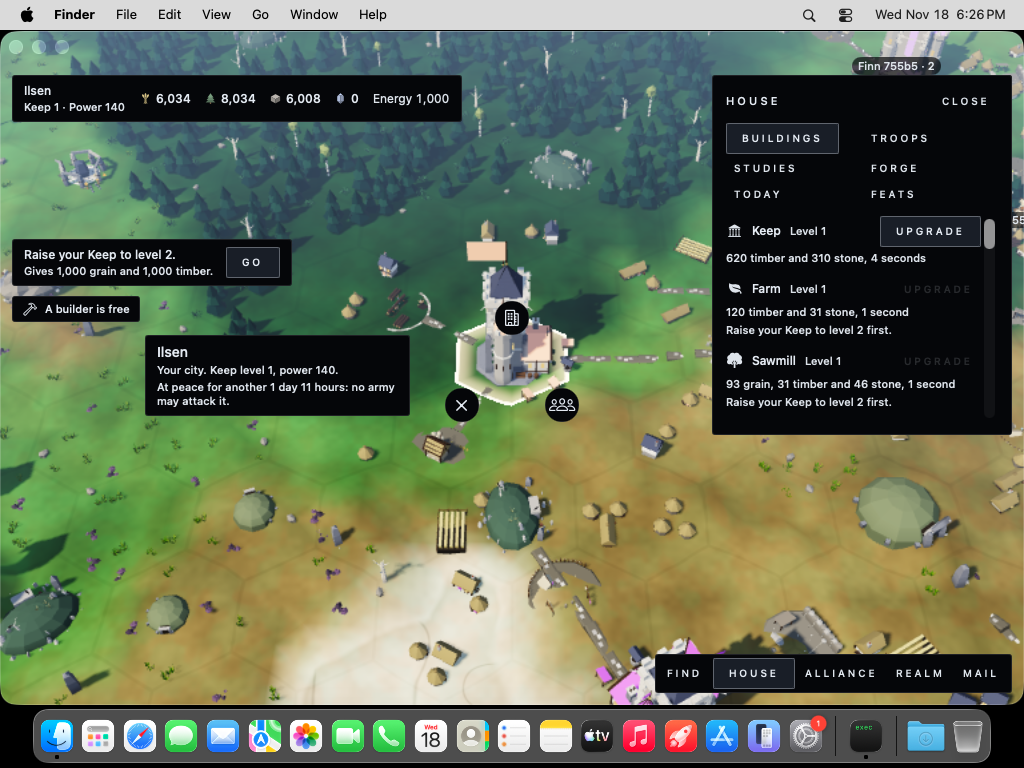 Finder File Edit View Go Window Help Wed Nov 18 6:26 PM
Finn 755b5 · 2
Ilsen
Keep 1 · Power 140
6,034 8,034 6,008 0 Energy 1,000
HOUSE CLOSE
BUILDINGS TROOPS
STUDIES FORGE
TODAY FEATS
Keep Level 1 UPGRADE
620 timber and 310 stone, 4 seconds
Farm Level 1 UPGRADE
120 timber and 31 stone, 1 second
Raise your Keep to level 2 first.
Sawmill Level 1 UPGRADE
93 grain, 31 timber and 46 stone, 1 second
Raise your Keep to level 2 first.
Raise your Keep to level 2.
Gives 1,000 grain and 1,000 timber.
GO
A builder is free
Ilsen
Your city. Keep level 1, power 140.
At peace for another 1 day 11 hours: no army
may attack it.
FIND HOUSE ALLIANCE REALM MAIL
Wed
18
tv
1
exec